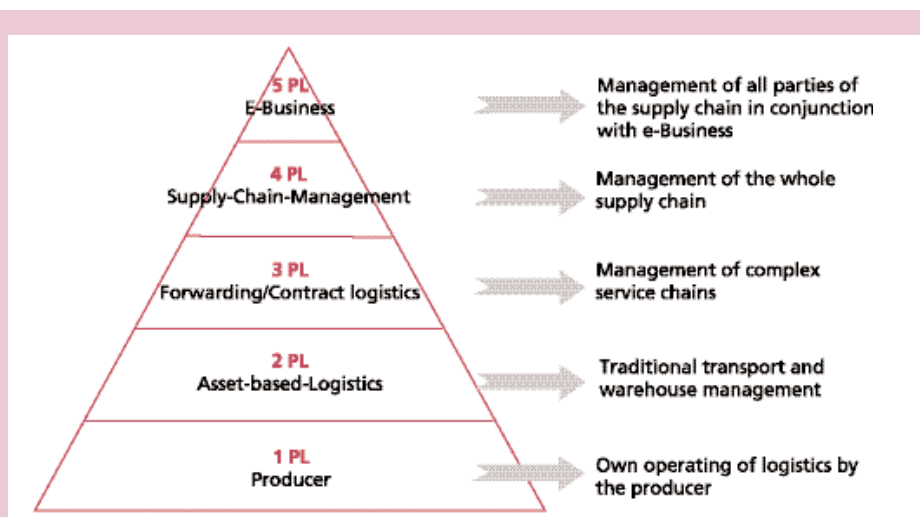 5 PL
E-Business
Management of all parties of
the supply chain in conjunction
with e-Business
4 PL
Supply-Chain-Management
Management of the whole
supply chain
3 PL
Forwarding/Contract logistics
Management of complex
service chains
2 PL
Asset-based-Logistics
Traditional transport and
warehouse management
1 PL
Producer
Own operating of logistics by
the producer